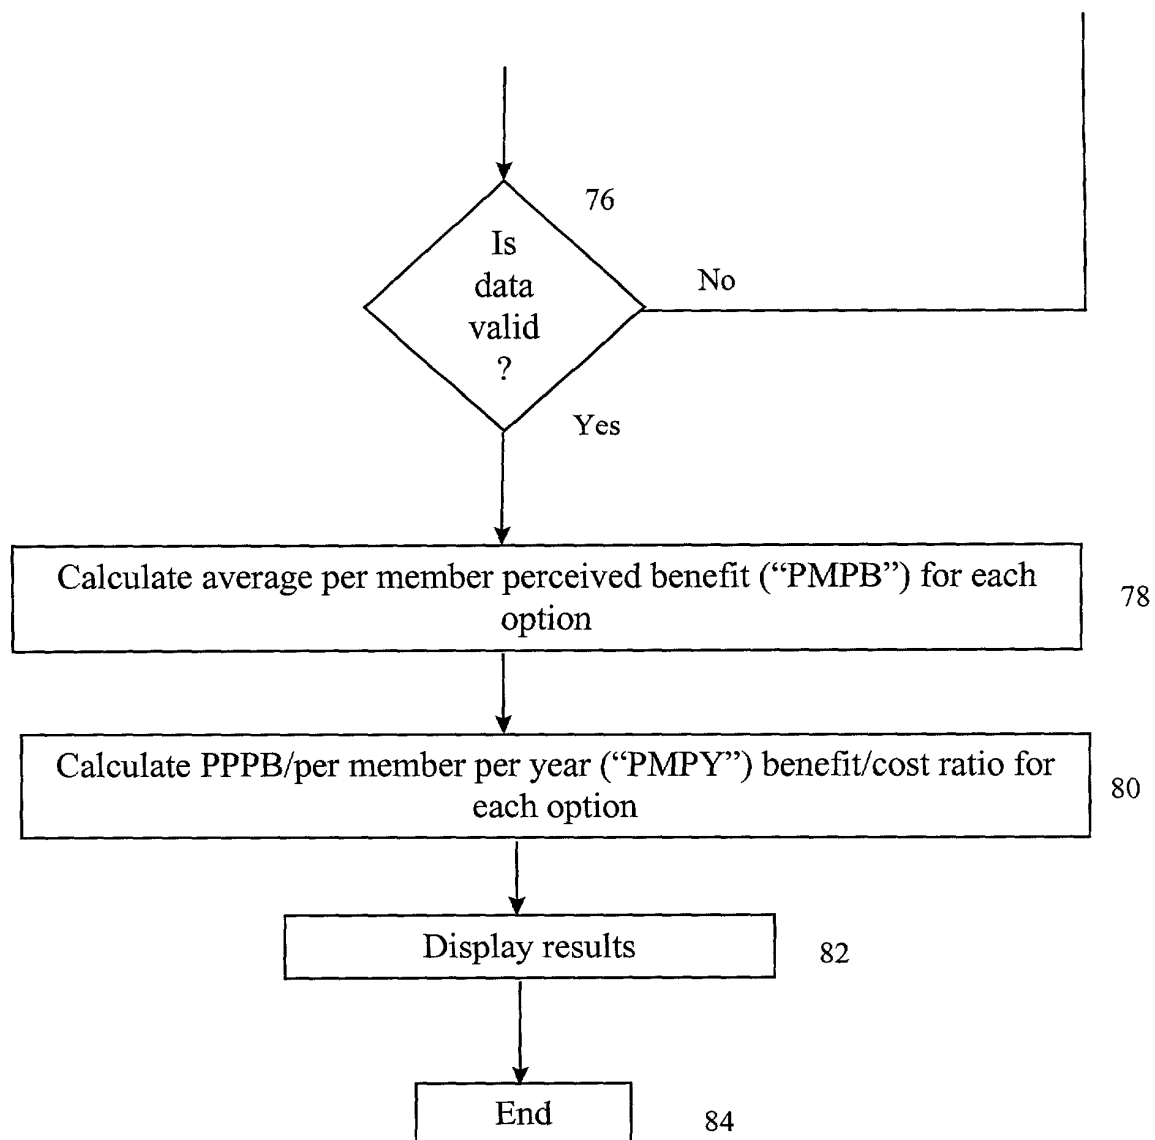 76
Is
data
valid
?
No
Yes
Calculate average per member perceived benefit (“PMPB”) for each
option
78
Calculate PPPB/per member per year (“PMPY”) benefit/cost ratio for
each option
80
Display results
82
End
84